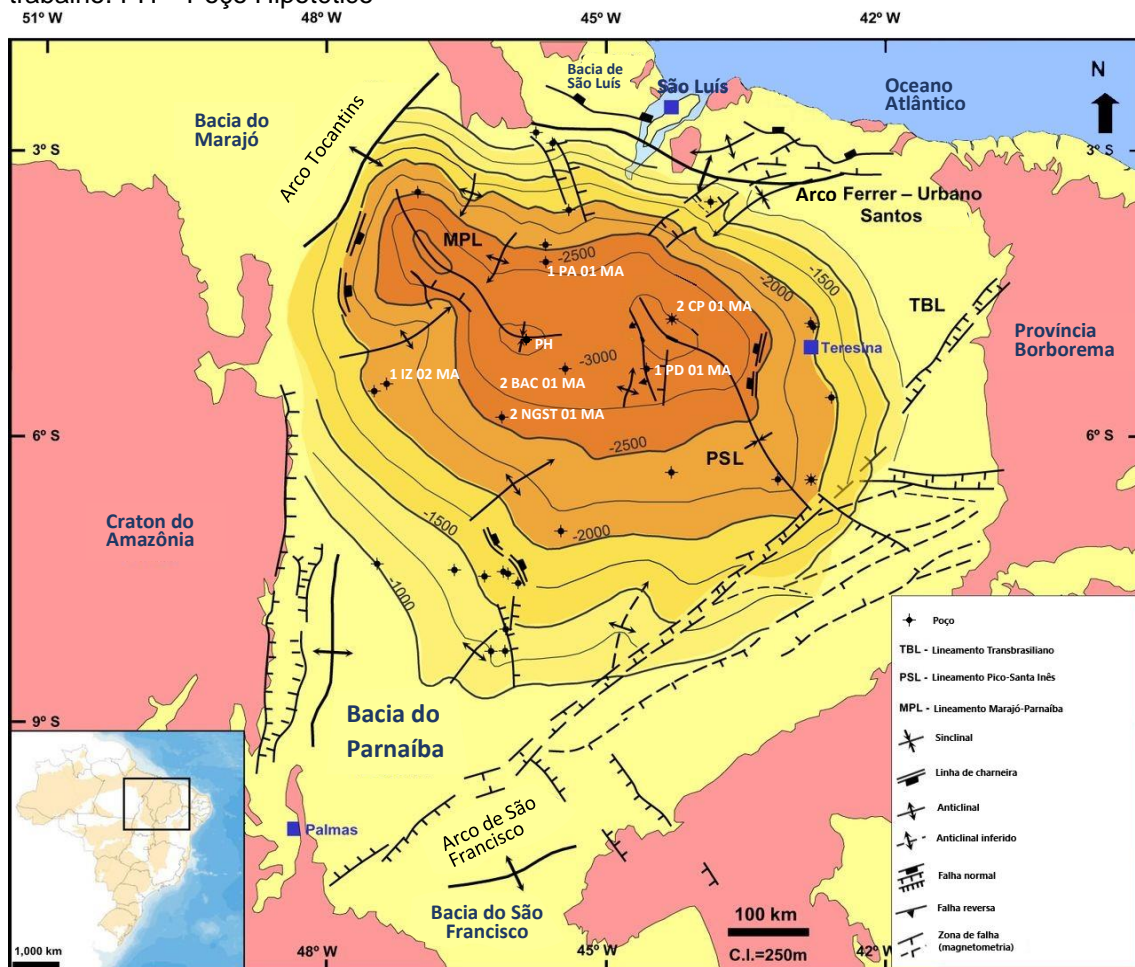 trabalho. PH – Poço Hipotético
51º W
48º W
45º W
42º W
Bacia de
São Luís
São Luís
Oceano
Atlântico
N
Bacia do
Marajó
Arco Tocantins
3º S
3º S
Arco Ferrer – Urbano
Santos
MPL
-2500
-2000
-1500
1 PA 01 MA
TBL
2 CP 01 MA
Província
Borborema
PH
Teresina
-3000
1 PD 01 MA
1 IZ 02 MA
2 BAC 01 MA
2 NGST 01 MA
6º S
6º S
-2500
PSL
Craton do
Amazônia
-1500
-2000
-1000
Poço
TBL - Lineamento Transbrasiliano
PSL - Lineamento Pico-Santa Inês
MPL - Lineamento Marajó-Parnaíba
Sinclinal
Linha de charneira
Anticlinal
Anticlinal inferido
Falha normal
Falha reversa
Zona de falha
(magnetometria)
9º S
Bacia do
Parnaíba
Palmas
Arco de São
Francisco
Bacia do São
Francisco
100 km
C.I.=250m
1,000 km
48º W
45º W
42º W